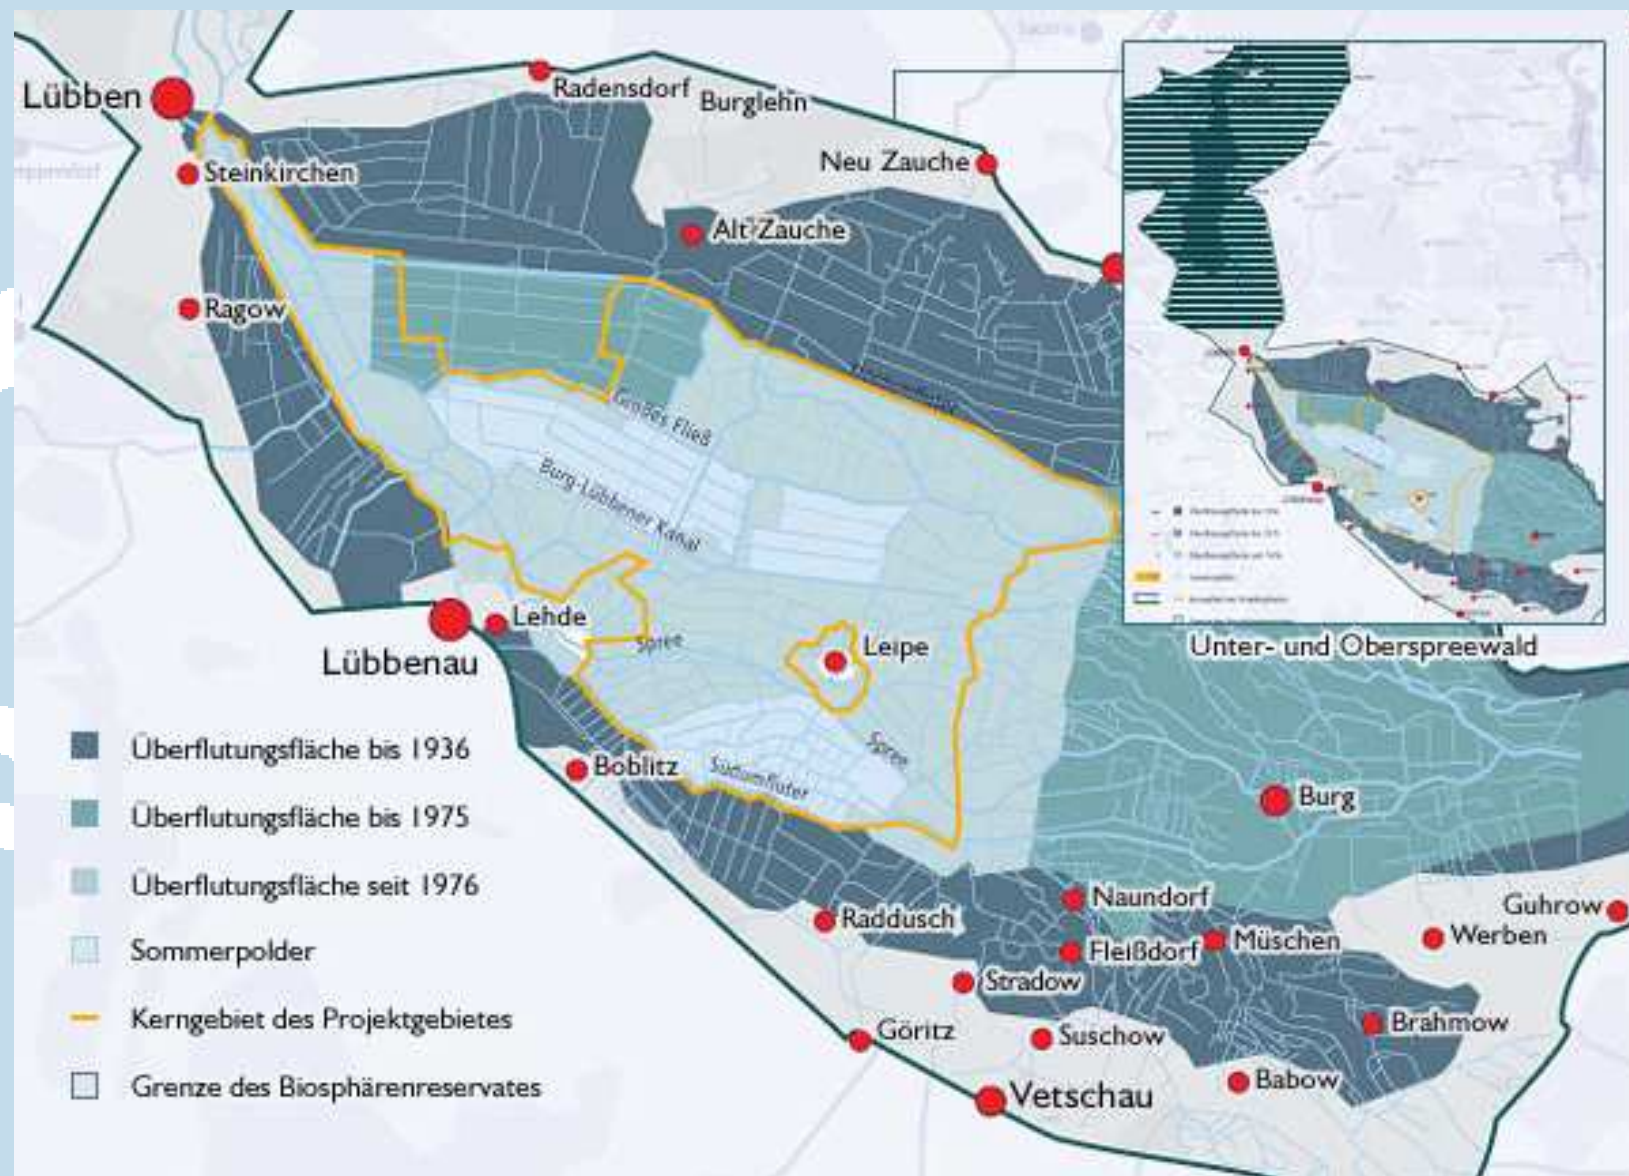 Lübben
Radensdorf
Burglehn
Neu Zauche
Steinkirchen
Alt Zauche
Ragow
Großes Fließ
Burg-Lübbener Kanal
Lehde
Spree
Leipe
Lübbenau
Unter- und Oberspreewald
Spree
Südumfluter
Boblitz
Burg
Überflutungsfläche bis 1936
Überflutungsfläche bis 1975
Überflutungsfläche seit 1976
Sommerpolder
Kerngebiet des Projektgebietes
Grenze des Biosphärenreservates
Naundorf
Guhrow
Raddusch
Müschen
Werben
Fleißdorf
Stradow
Brahmow
Göritz
Suschow
Babow
Vetschau